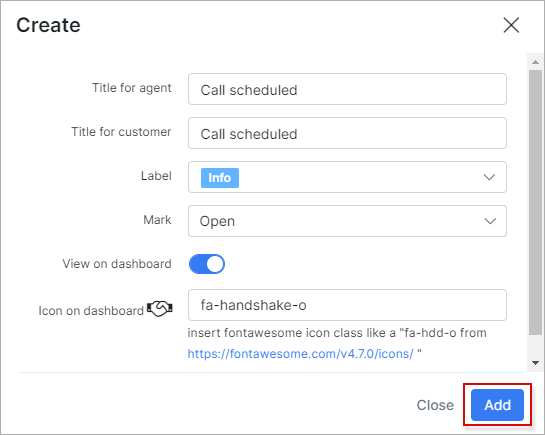 Create
Title for agent Call scheduled
Title for customer Call scheduled
Label Info
Mark Open
View on dashboard
Icon on dashboard fa-handshake-o
insert fontawesome icon class like a "fa-hdd-o from
https://fontawesome.com/v4.7.0/icons/ "
Close Add